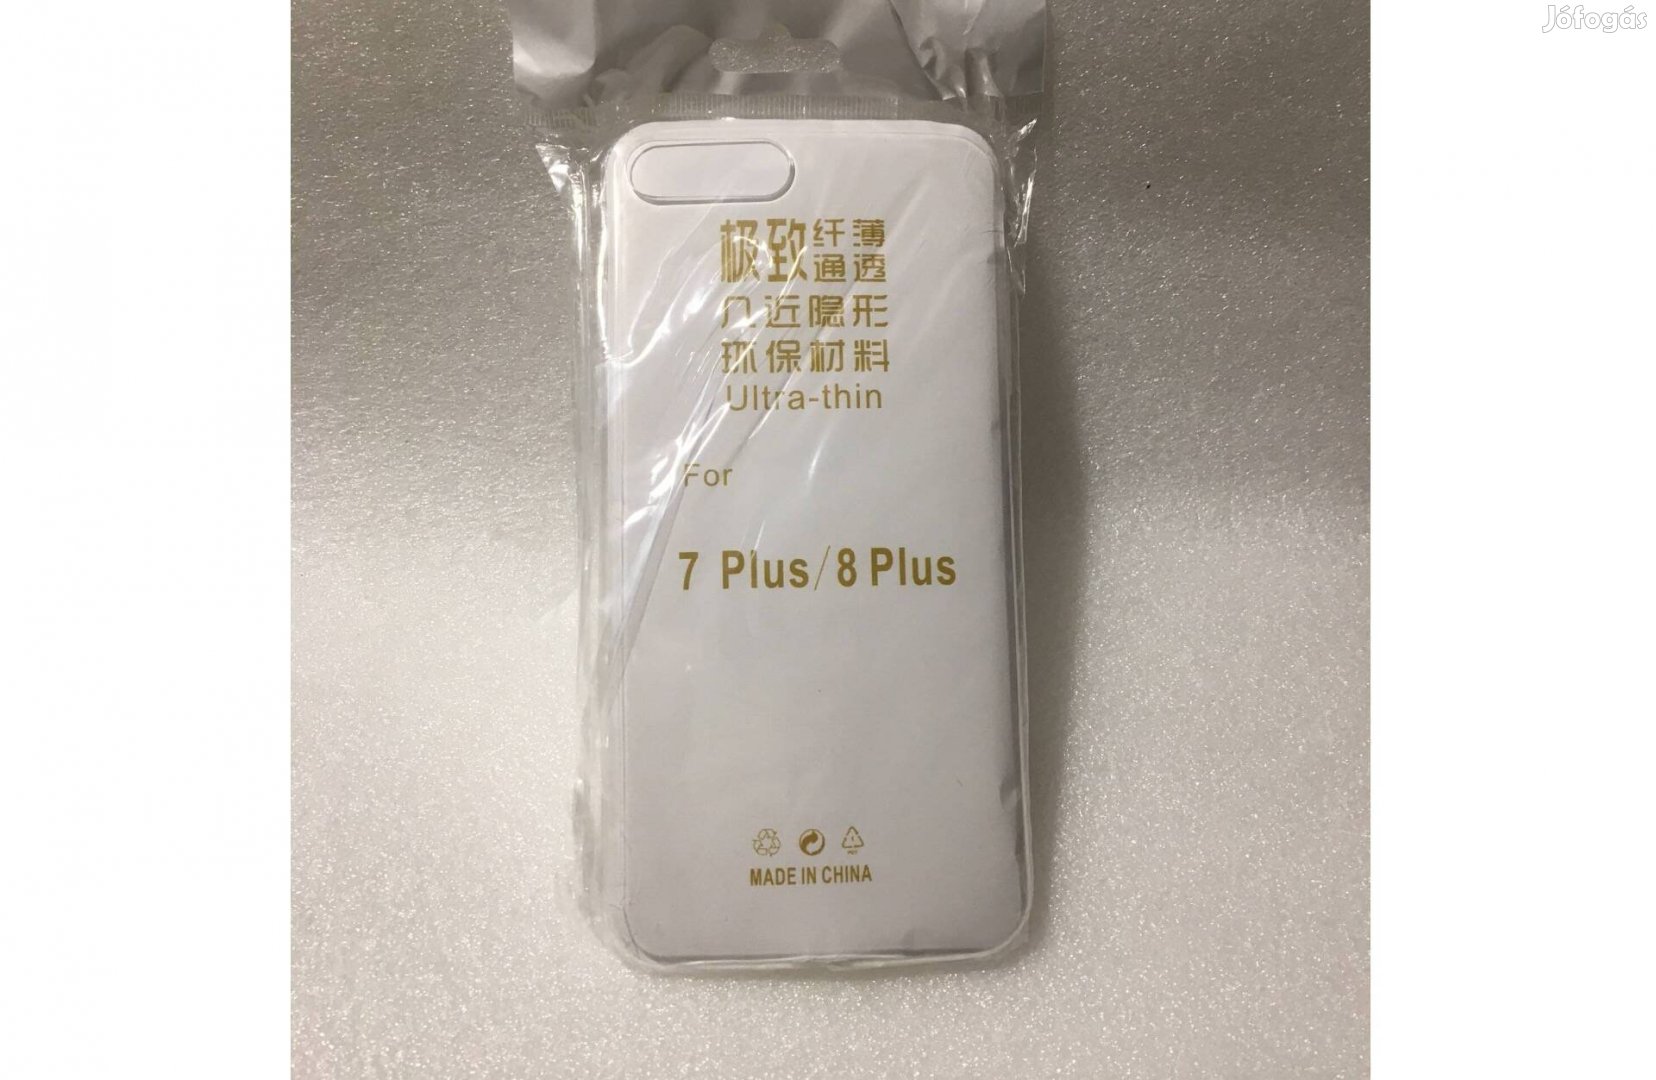 Jófogás
极致纤薄
通透
几近隐形
环保材料
Ultra-thin
For
7 Plus/8 Plus
MADE IN CHINA